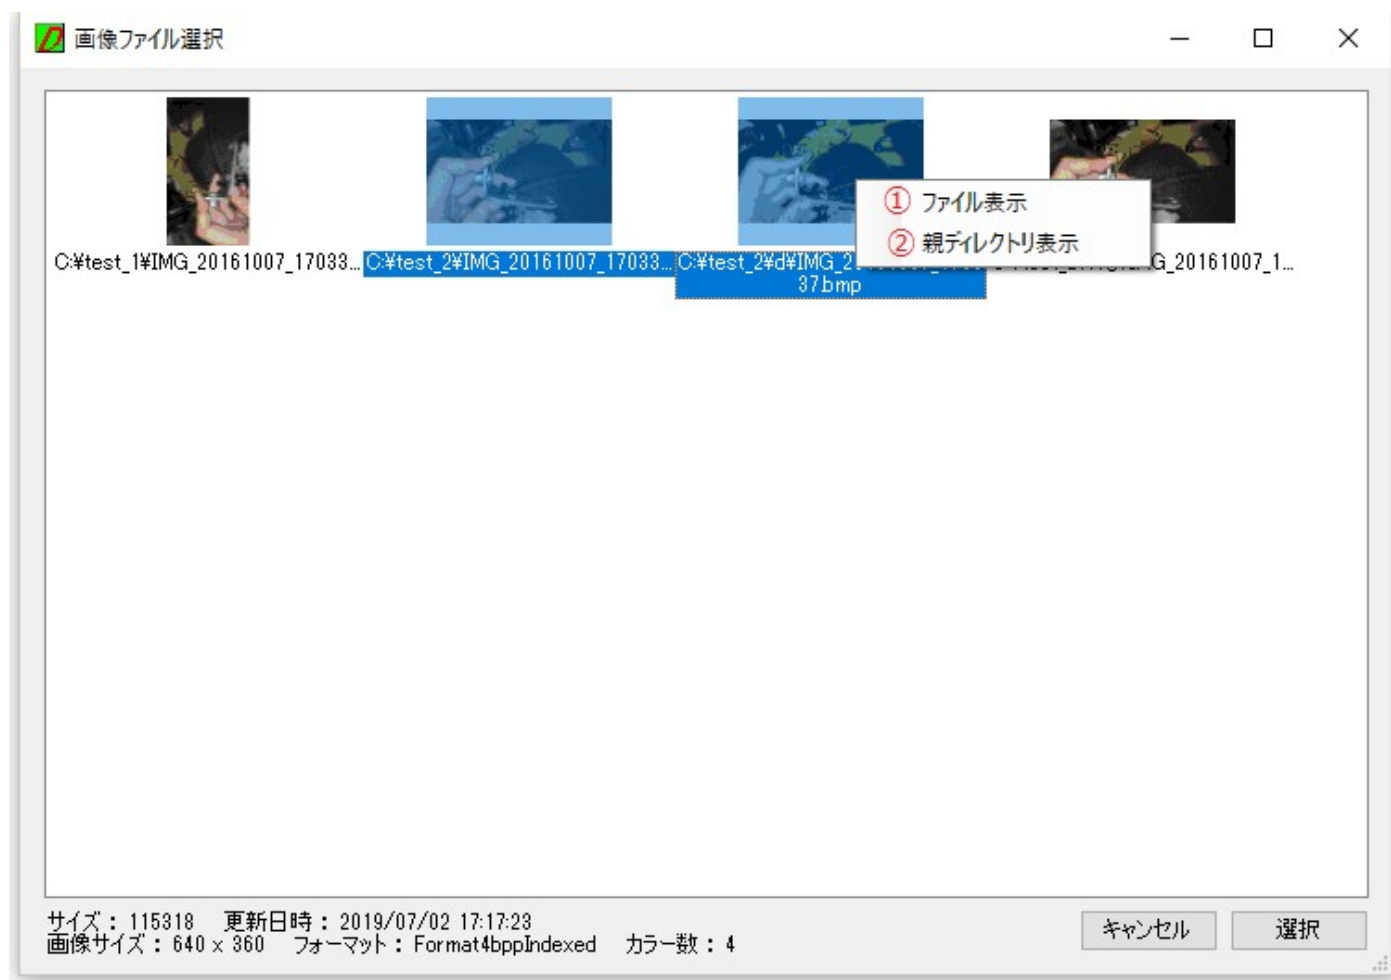 画像ファイル選択
① ファイル表示
② 親ディレクトリ表示
C:¥test_1¥IMG_20161007_17033...
C:¥test_2¥IMG_20161007_17033...
C:¥test_2¥d¥IMG_2
37.bmp
G_20161007_1...
サイズ： 115318 更新日時： 2019/07/02 17:17:23
画像サイズ： 640 x 360 フォーマット： Format4bppIndexed カラー数： 4
キャンセル
選択